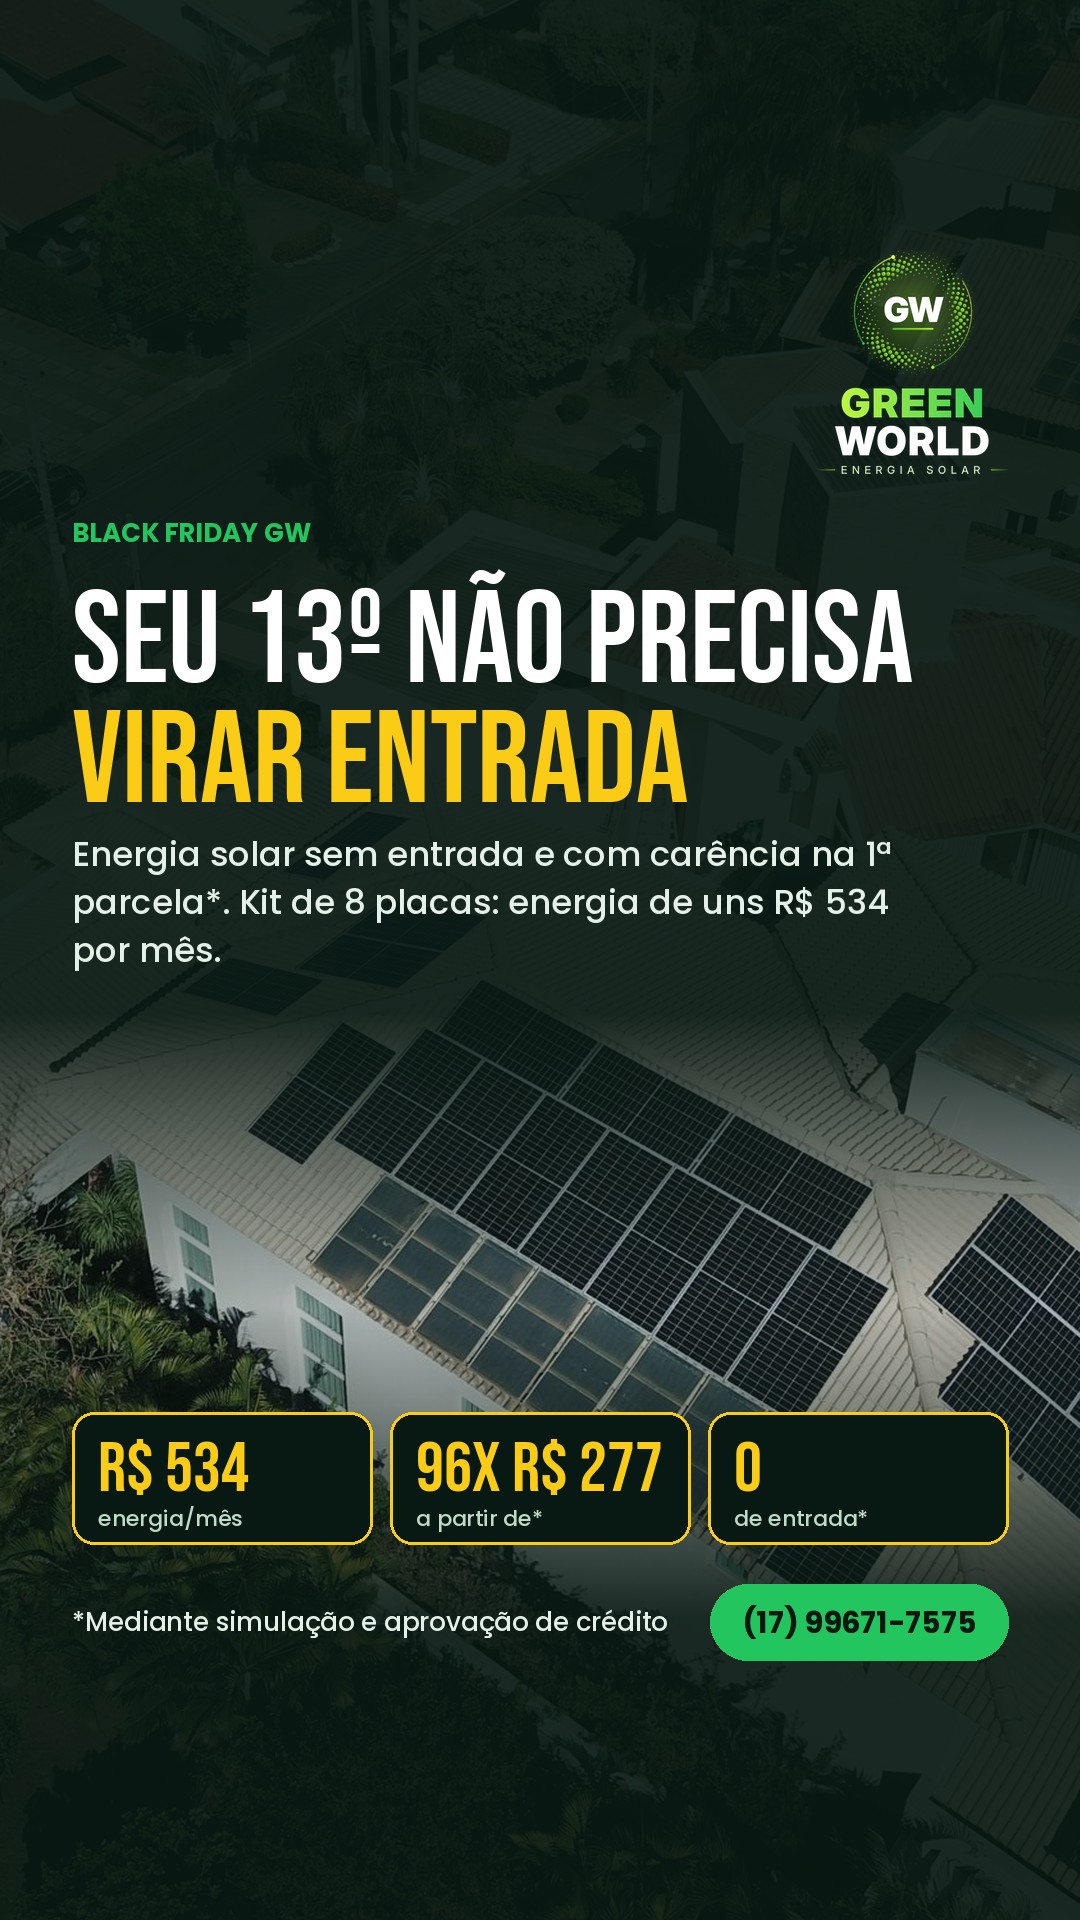 GW
GREEN
WORLD
ENERGIA SOLAR
BLACK FRIDAY GW
SEU 13º NÃO PRECISA
VIRAR ENTRADA
Energia solar sem entrada e com carência na 1ª
parcela*. Kit de 8 placas: energia de uns R$ 534
por mês.
R$ 534
energia/mês
96X R$ 277
a partir de*
0
de entrada*
*Mediante simulação e aprovação de crédito
(17) 99671-7575